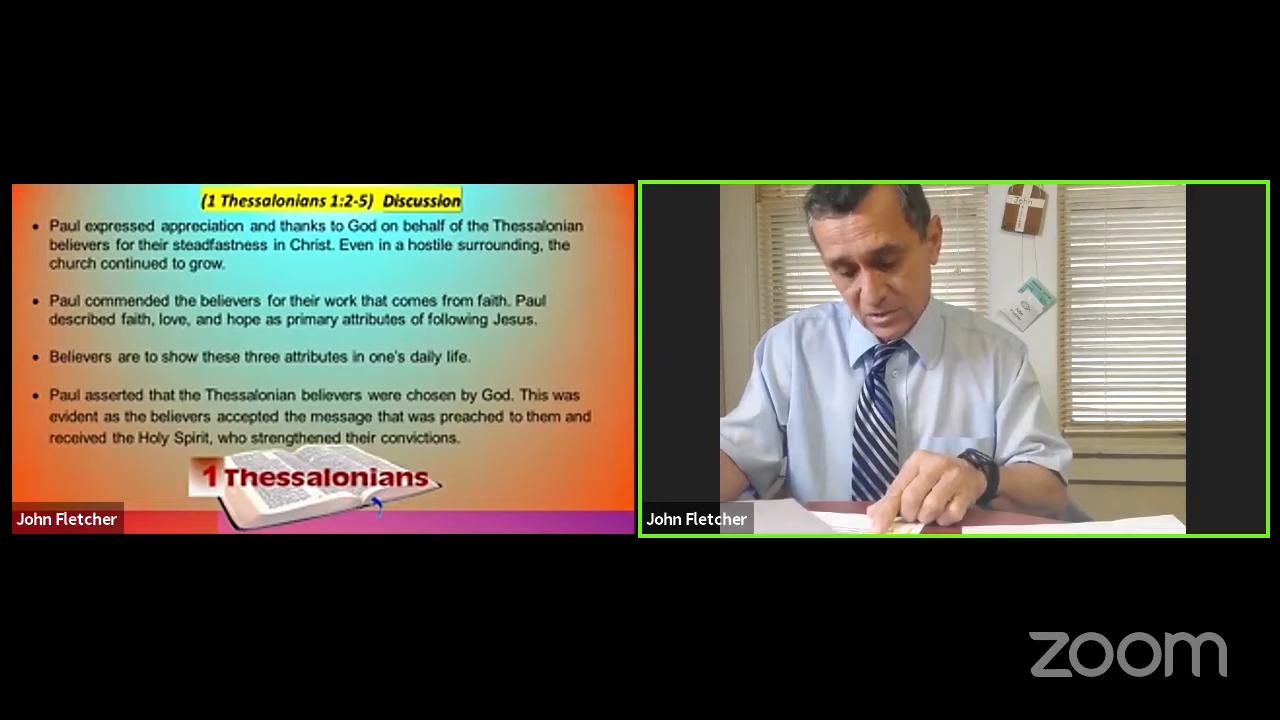 (1 Thessalonians 1:2-5) Discussion
• Paul expressed appreciation and thanks to God on behalf of the Thessalonian
believers for their steadfastness in Christ. Even in a hostile surrounding, the
church continued to grow.
• Paul commended the believers for their work that comes from faith. Paul
described faith, love, and hope as primary attributes of following Jesus.
• Believers are to show these three attributes in one's daily life.
• Paul asserted that the Thessalonian believers were chosen by God. This was
evident as the believers accepted the message that was preached to them and
received the Holy Spirit, who strengthened their convictions.
1 Thessalonians
John Fletcher
John
John Fletcher
zoom